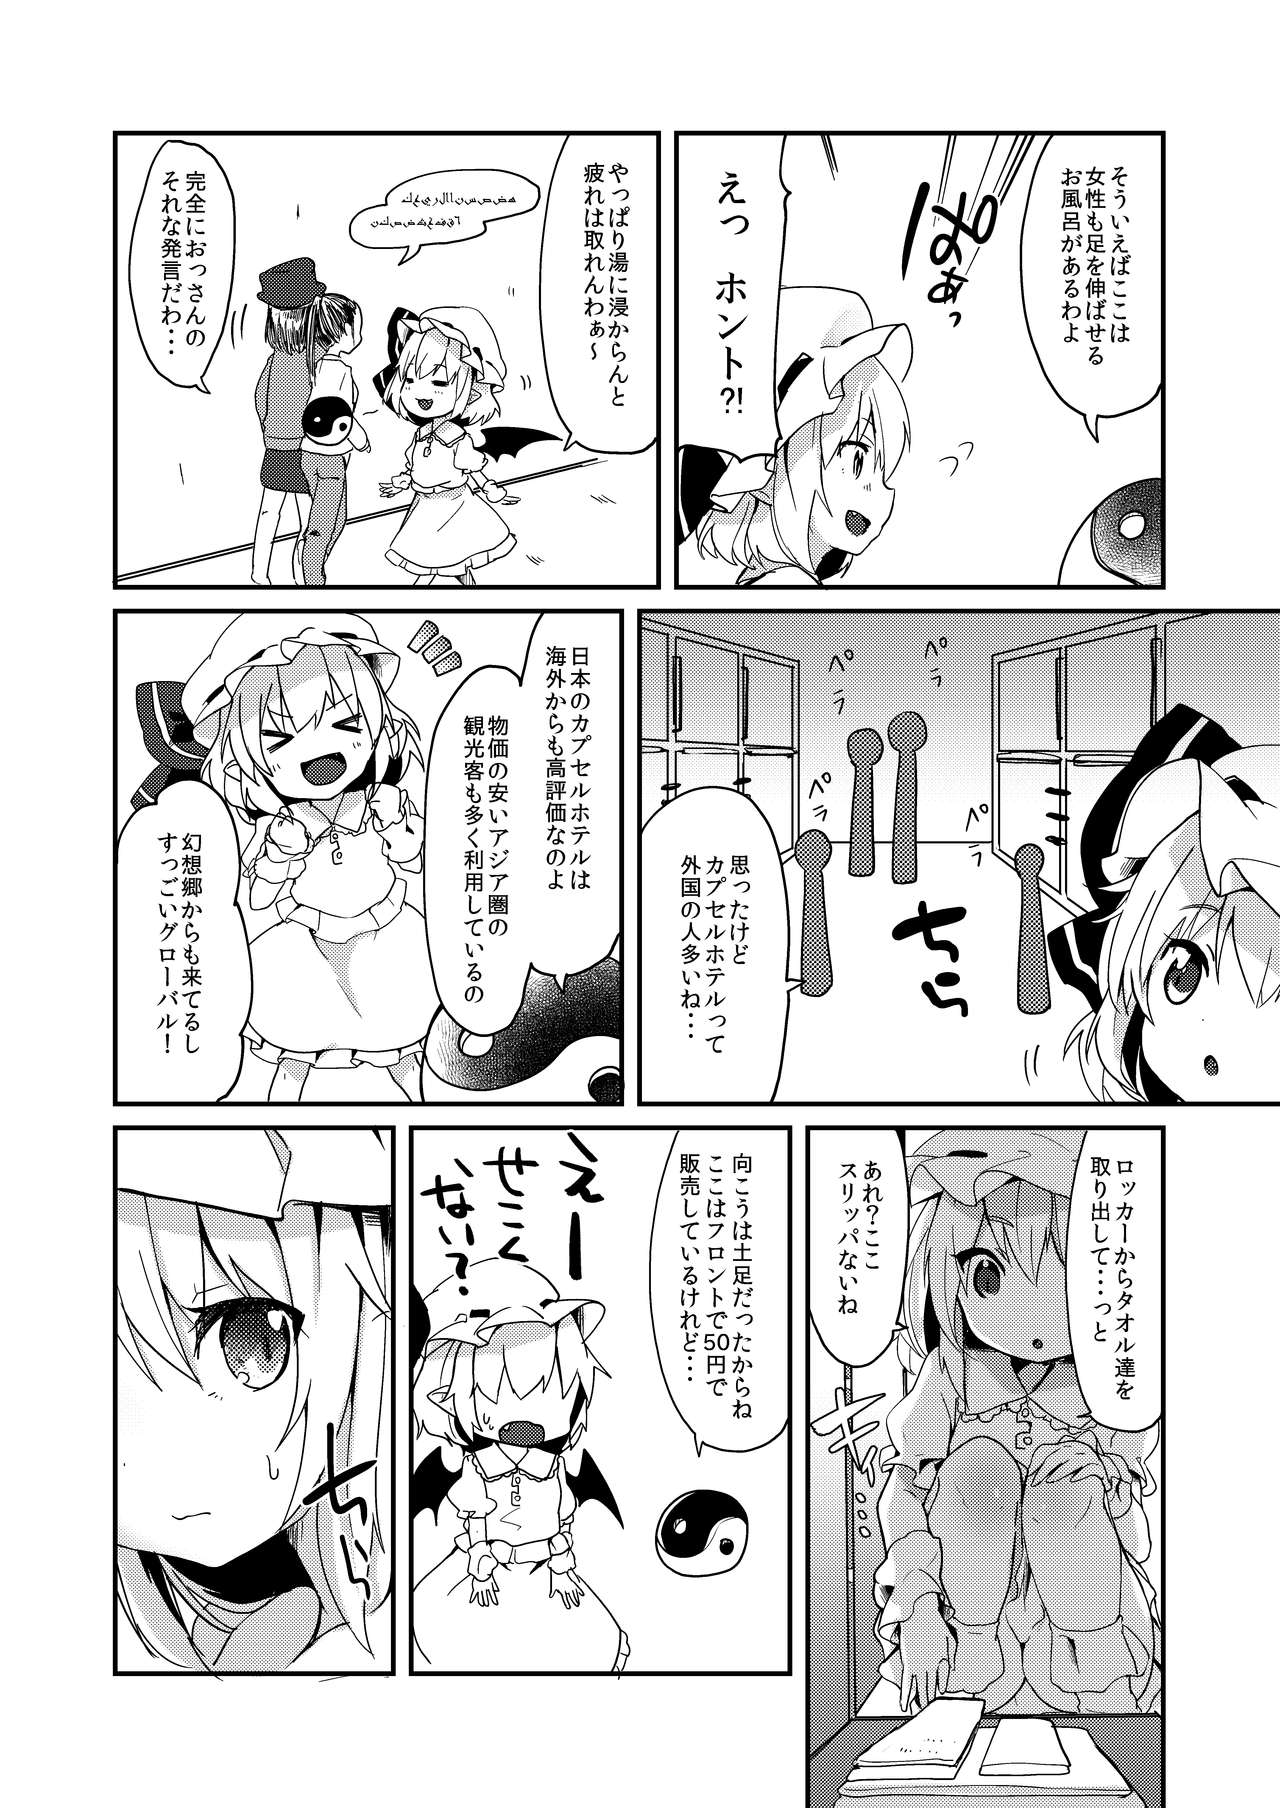 そういえばここは
女性も足を伸ばせる
お風呂があるわよ
ぱぁっ
えっ ホント?!
やっぱり湯に浸からんと
疲れは取れんわぁ~
完全におっさんの
それな発言だわ・・・
ペラ
ペラ
ペラ
ペラ
思ったけど
カプセルホテルって
外国の人多いね・・・
ちら
日本のカプセルホテルは
海外からも高評価なのよ
物価の安いアジア圏の
観光客も多く利用しているの
幻想郷からも来てるし
すっごいグローバル!
ロッカーからタオル達を
取り出して・・・っと
あれ?ここ
スリッパないね
キィ・・・
向こうは土足だったからね
ここはフロントで50円で
販売しているけれど・・・
えー
せこく
ない?
ちら